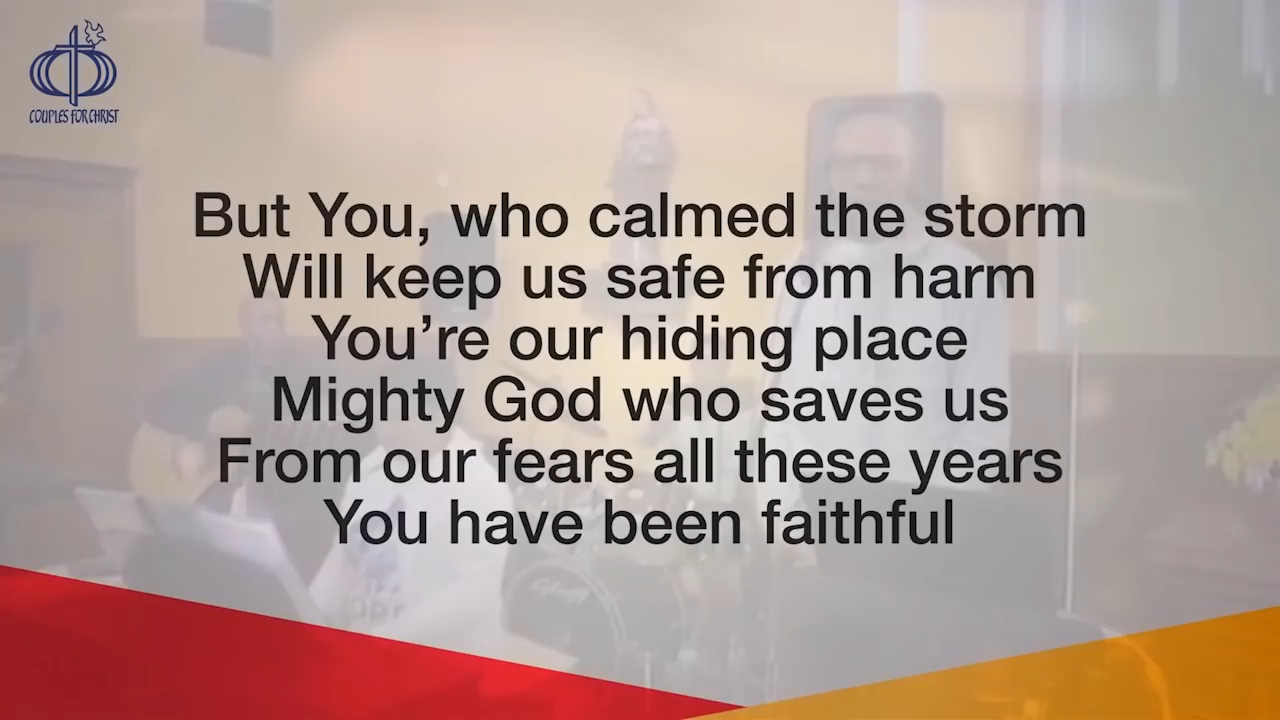 COUPLES FOR CHRIST
But You, who calmed the storm
Will keep us safe from harm
You’re our hiding place
Mighty God who saves us
From our fears all these years
You have been faithful